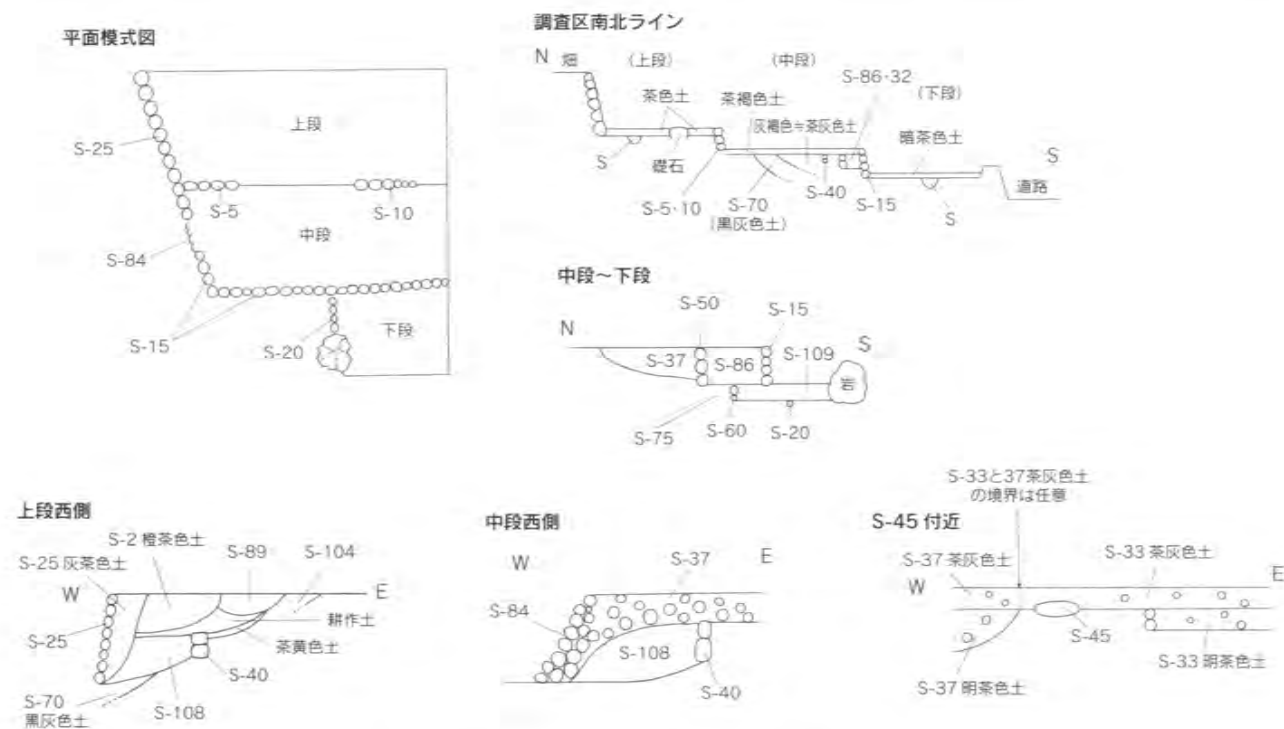 平面模式図
上段
S-25
S-5
S-10
中段
S-84
S-15
S-20
下段
調査区南北ライン
N 畑 (上段) (中段) S-86・32
(下段)
茶色土 茶褐色土
灰褐色≒茶灰色土 暗茶色土
S
S 礎石 S-40 道路
S-5・10 S-70 S-15 S
(黒灰色土)
中段～下段
S-50
S-15
N
S-37 S-86 S-109 S
岩
S-75 S-60 S-20
上段西側
S-2 橙茶色土
S-25 灰茶色土 S-89 S-104
W E
耕作土
S-25
茶黄色土
S-40
S-70
黒灰色土 S-108
中段西側
S-37
W E
S-84
S-108
S-40
S-33と37茶灰色土
の境界は任意
S-45 付近
S-37 茶灰色土 S-33 茶灰色土
W E
S-45
S-33 明茶色土
S-37 明茶色土